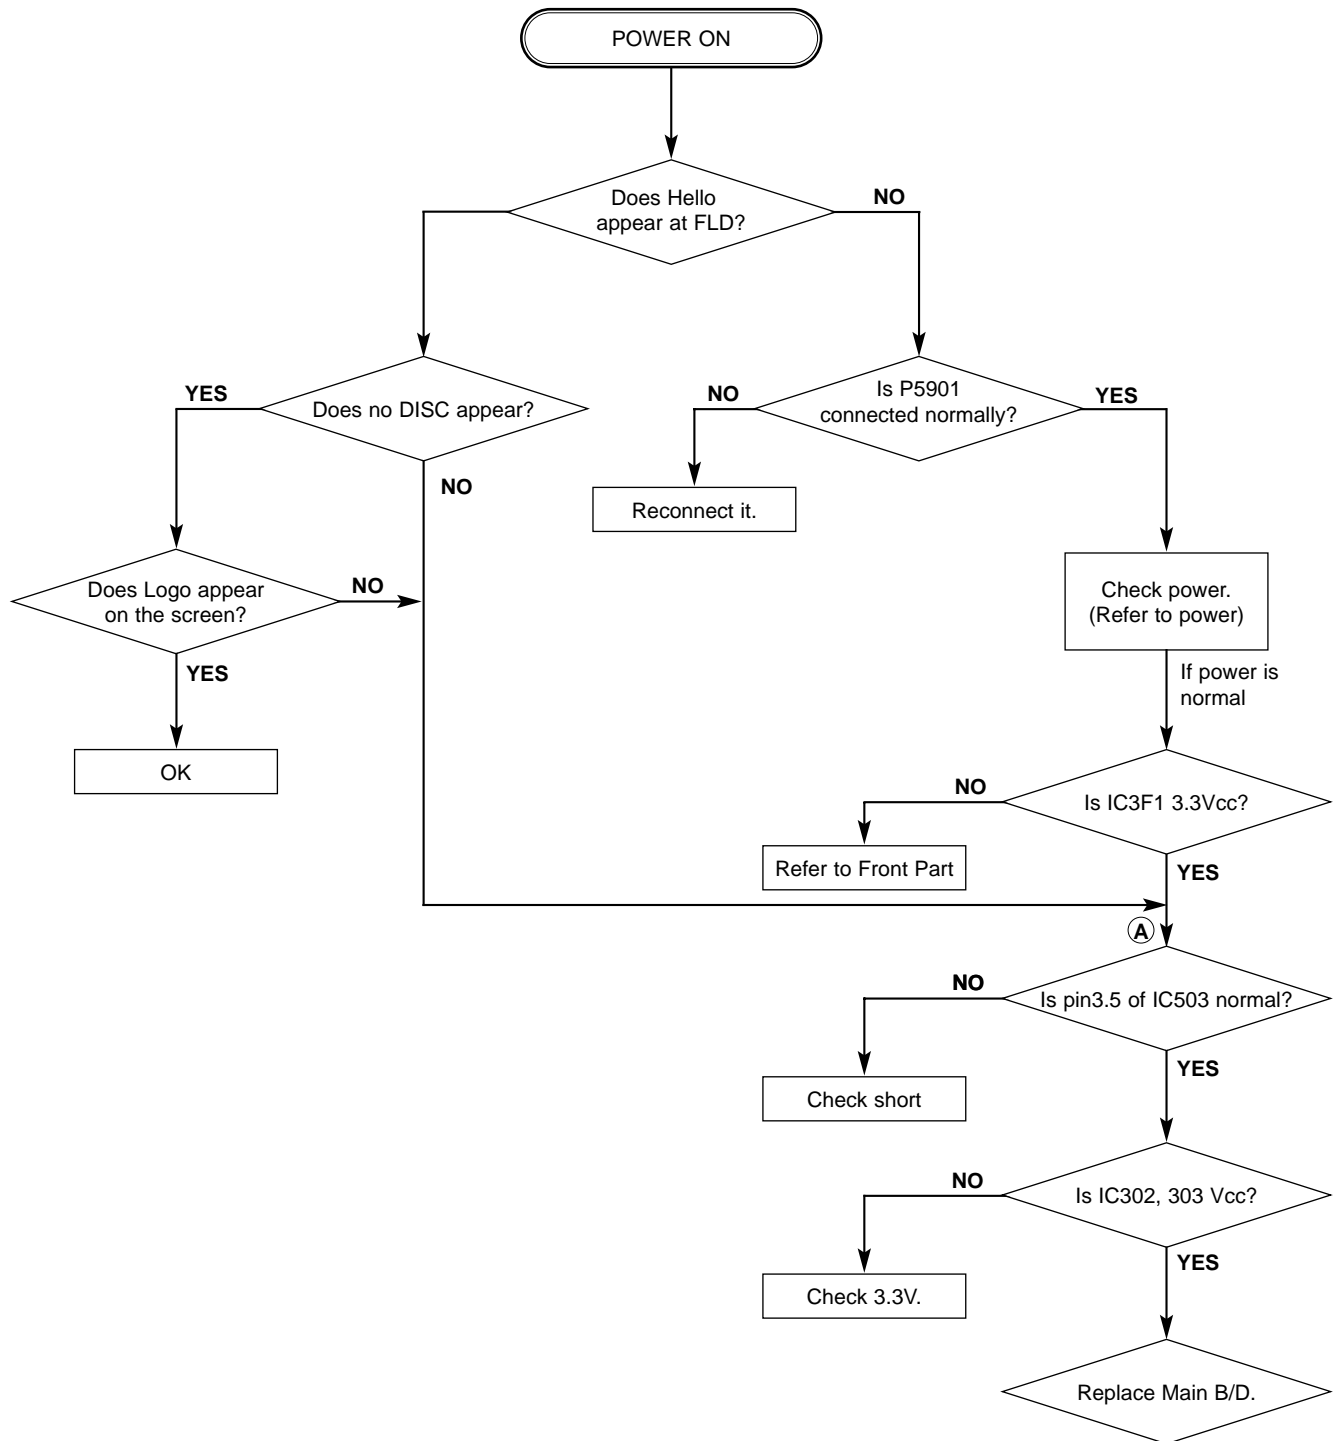 POWER ON
Does Hello
appear at FLD?
NO
Does no DISC appear?
YES
NO
Is P5901
connected normally?
NO
YES
Reconnect it.
Does Logo appear
on the screen?
NO
YES
OK
Check power.
(Refer to power)
If power is
normal
Is IC3F1 3.3Vcc?
NO
Refer to Front Part
YES
A
Is pin3.5 of IC503 normal?
NO
Check short
YES
Is IC302, 303 Vcc?
NO
Check 3.3V.
YES
Replace Main B/D.